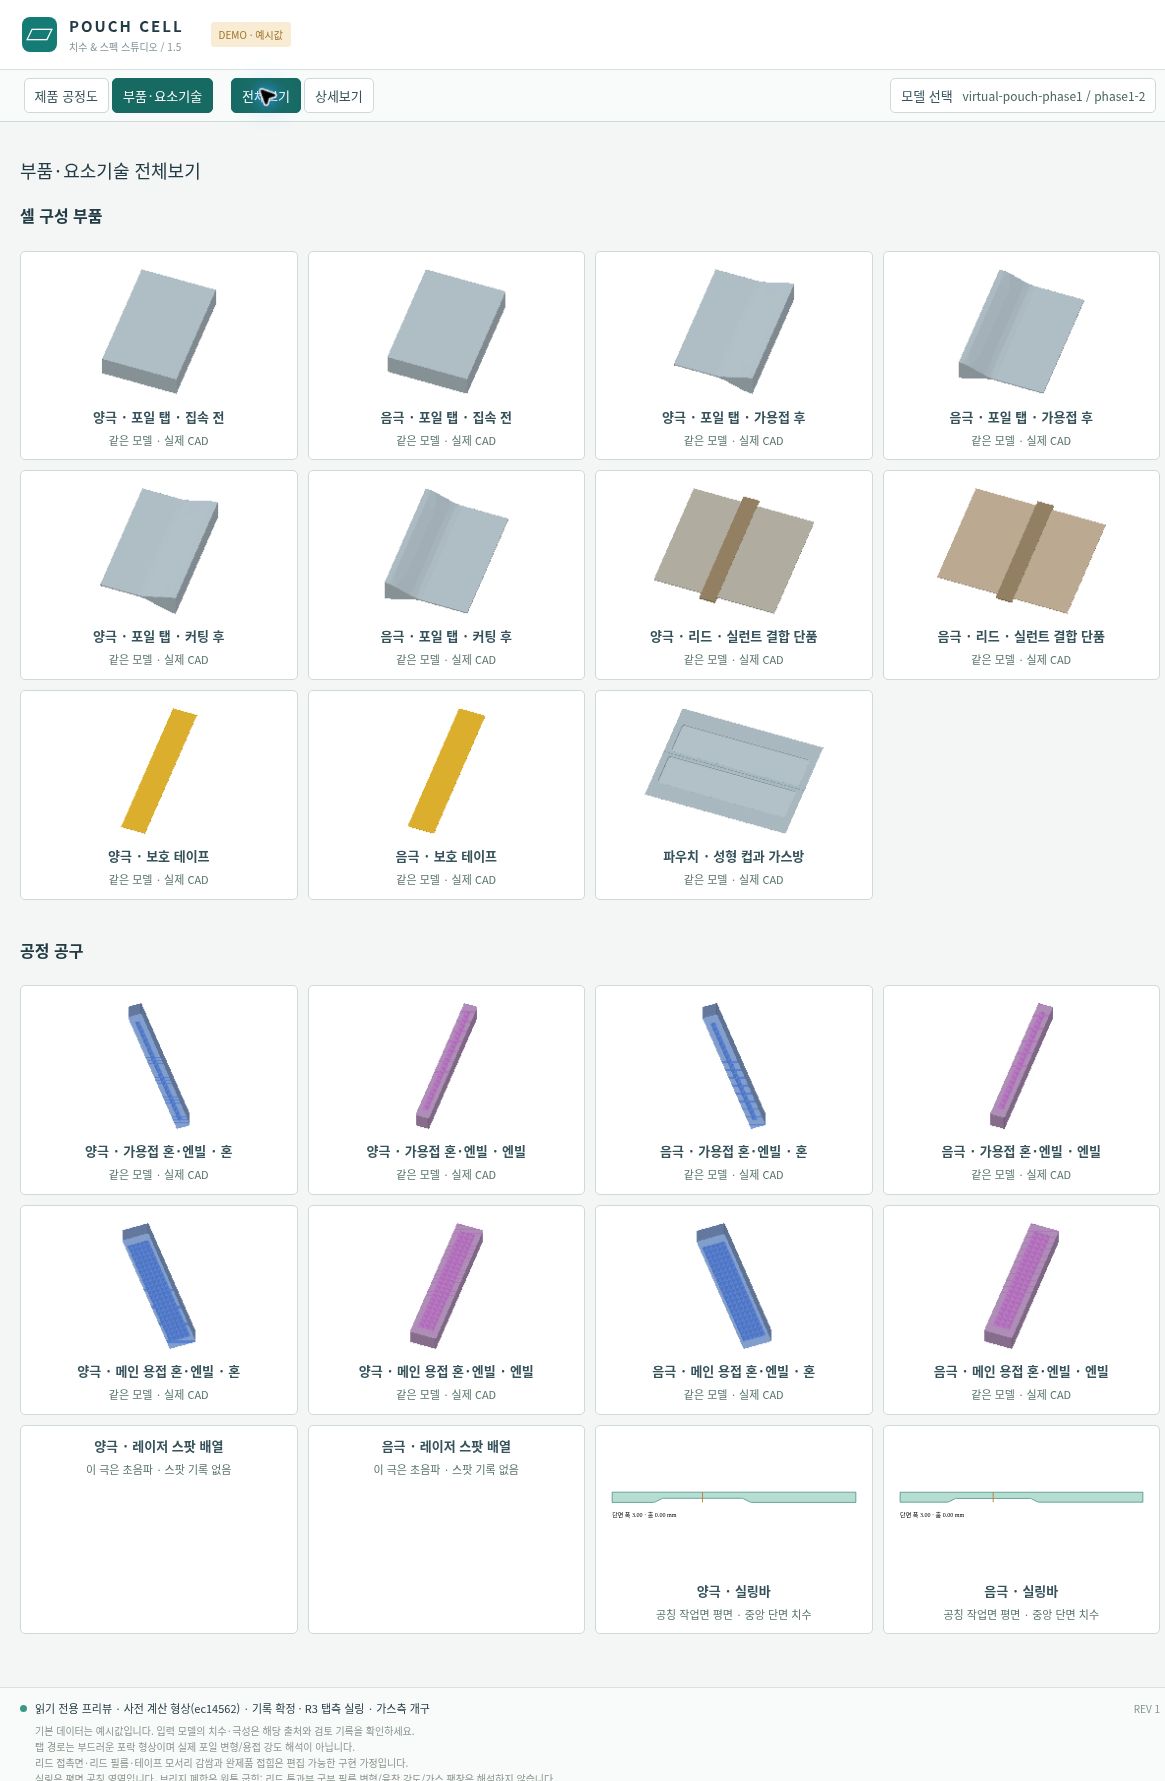 POUCH CELL
치수 & 스펙 스튜디오 / 1.5
DEMO · 예시값
제품 공정도
부품·요소기술
상세보기
모델 선택 virtual-pouch-phase1 / phase1-2
부품·요소기술 전체보기
셀 구성 부품
양극 · 포일 탭 · 집속 전
같은 모델 · 실제 CAD
음극 · 포일 탭 · 집속 전
같은 모델 · 실제 CAD
양극 · 포일 탭 · 가용접 후
같은 모델 · 실제 CAD
음극 · 포일 탭 · 가용접 후
같은 모델 · 실제 CAD
양극 · 포일 탭 · 커팅 후
같은 모델 · 실제 CAD
음극 · 포일 탭 · 커팅 후
같은 모델 · 실제 CAD
양극 · 리드 · 실런트 결합 단품
같은 모델 · 실제 CAD
음극 · 리드 · 실런트 결합 단품
같은 모델 · 실제 CAD
양극 · 보호 테이프
같은 모델 · 실제 CAD
음극 · 보호 테이프
같은 모델 · 실제 CAD
파우치 · 성형 컵과 가스방
같은 모델 · 실제 CAD
공정 공구
양극 · 가용접 혼·엔빌 · 혼
같은 모델 · 실제 CAD
양극 · 가용접 혼·엔빌 · 엔빌
같은 모델 · 실제 CAD
음극 · 가용접 혼·엔빌 · 혼
같은 모델 · 실제 CAD
음극 · 가용접 혼·엔빌 · 엔빌
같은 모델 · 실제 CAD
양극 · 메인 용접 혼·엔빌 · 혼
같은 모델 · 실제 CAD
양극 · 메인 용접 혼·엔빌 · 엔빌
같은 모델 · 실제 CAD
음극 · 메인 용접 혼·엔빌 · 혼
같은 모델 · 실제 CAD
음극 · 메인 용접 혼·엔빌 · 엔빌
같은 모델 · 실제 CAD
양극 · 레이저 스팟 배열
이 극은 초음파 · 스팟 기록 없음
음극 · 레이저 스팟 배열
이 극은 초음파 · 스팟 기록 없음
단면 폭 3.00 · 홈 0.00 mm
양극 · 실링바
공칭 작업면 평면 · 중앙 단면 치수
단면 폭 3.00 · 홈 0.00 mm
음극 · 실링바
공칭 작업면 평면 · 중앙 단면 치수
읽기 전용 프리뷰 · 사전 계산 형상(ec14562) · 기록 확정 · R3 탭측 실링 · 가스측 개구
REV 1
기본 데이터는 예시값입니다. 입력 모델의 치수·극성은 해당 출처와 검토 기록을 확인하세요.
탭 경로는 부드러운 포락 형상이며 실제 포일 변형/용접 강도 해석이 아닙니다.
리드 접촉면·리드 필름·테이프 모서리 감쌈과 완제품 접힘은 편집 가능한 구현 가정입니다.